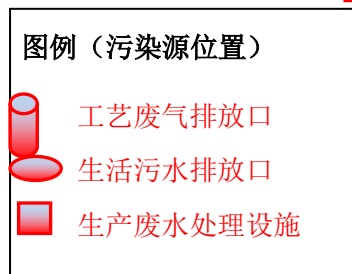 图例（污染源位置）
工艺废气排放口
生活污水排放口
生产废水处理设施